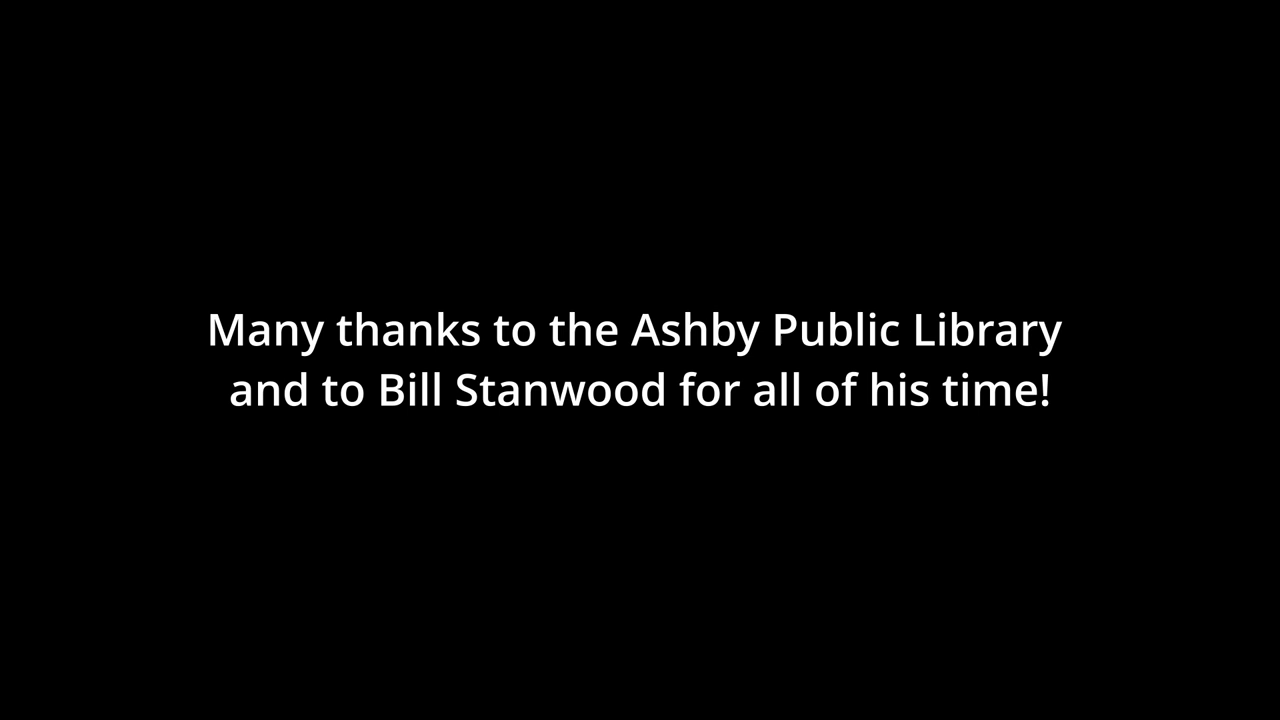 Many thanks to the Ashby Public Library
and to Bill Stanwood for all of his time!